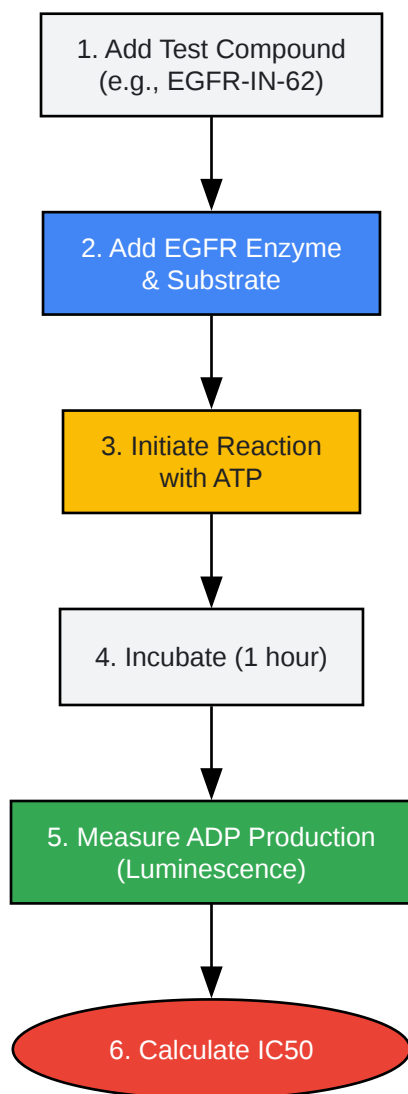 1. Add Test Compound
(e.g., EGFR-IN-62)
2. Add EGFR Enzyme
& Substrate
3. Initiate Reaction
with ATP
4. Incubate (1 hour)
5. Measure ADP Production
(Luminescence)
6. Calculate IC50